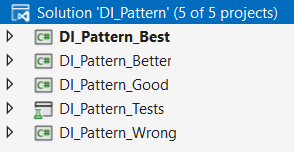 Solution 'DI_Pattern' (5 of 5 projects)
C# DI_Pattern_Best
C# DI_Pattern_Better
C# DI_Pattern_Good
DI_Pattern_Tests
C# DI_Pattern_Wrong